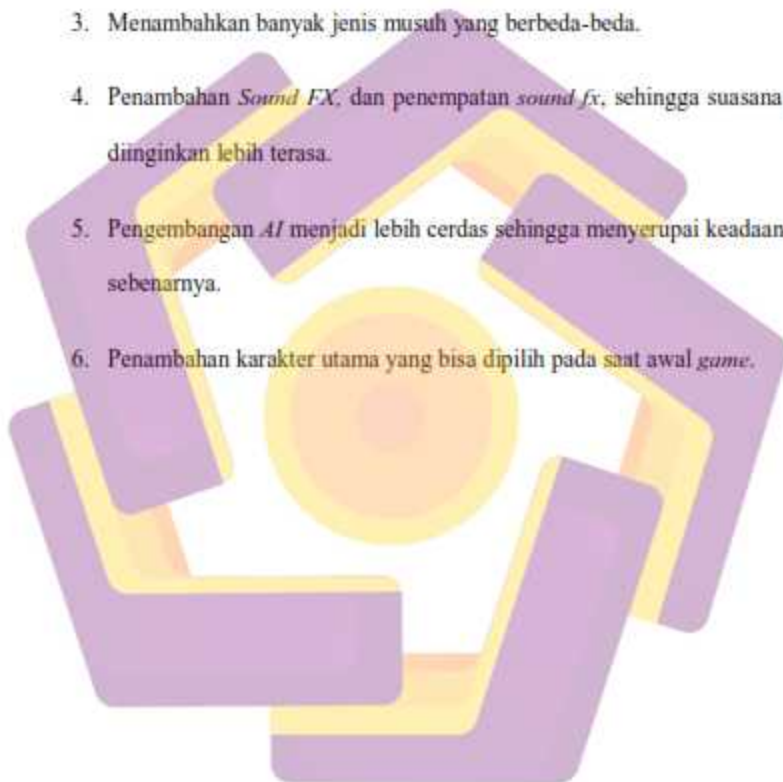 3. Menambahkan banyak jenis musuh yang berbeda-beda.
4. Penambahan Sound FX, dan penempatan sound fx, sehingga suasana
diinginkan lebih terasa.
5. Pengembangan AI menjadi lebih cerdas sehingga menyerupai keadaan
sebenarnya.
6. Penambahan karakter utama yang bisa dipilih pada saat awal game.